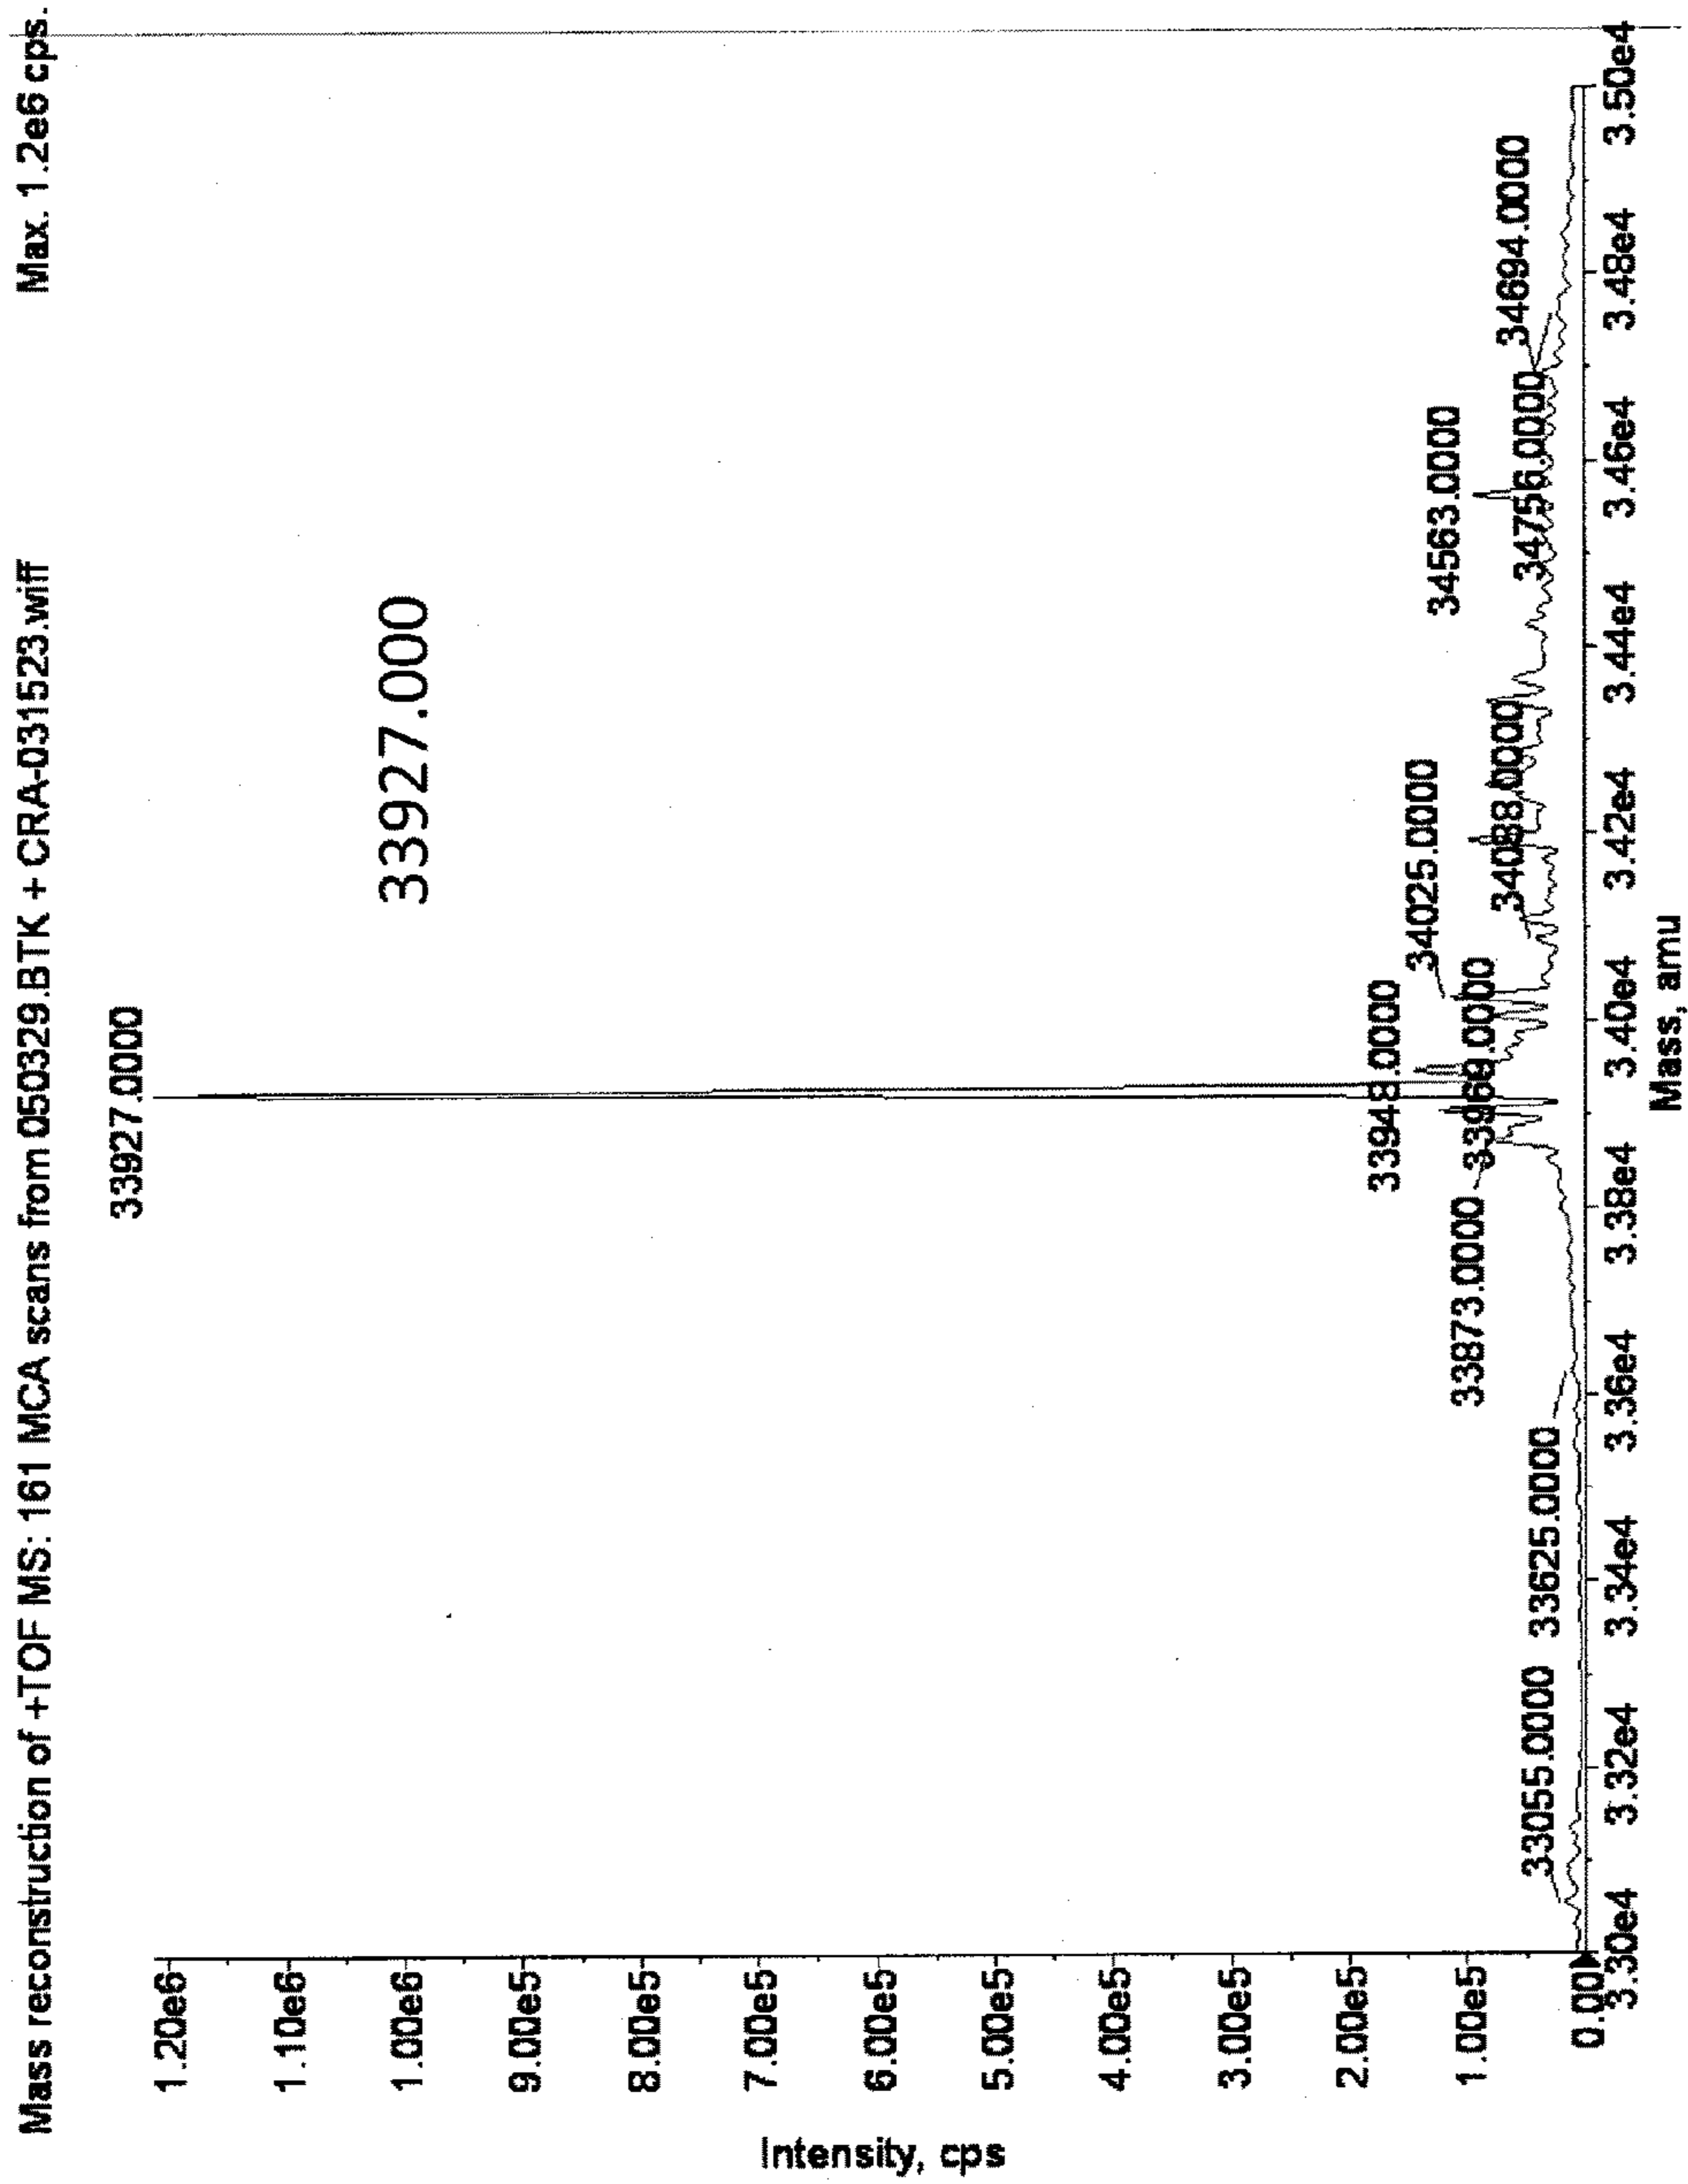 Mass reconstruction of +TOF MS: 161 MCA scans from 050329.BTK + CRA-031523.wiff
Max. 1.2e6 cps.
33927.0000
33927.000
1.20e6
1.10e6
1.00e6
9.00e5
8.00e5
7.00e5
6.00e5
5.00e5
4.00e5
3.00e5
2.00e5
1.00e5
0.00
Intensity, cps
33055.0000
33625.0000
33873.0000
33948.0000
33969.0000
34025.0000
34088.0000
34563.0000
34756.0000
34694.0000
3.30e4
3.32e4
3.34e4
3.36e4
3.38e4
3.40e4
3.42e4
3.44e4
3.46e4
3.48e4
3.50e4
Mass, amu